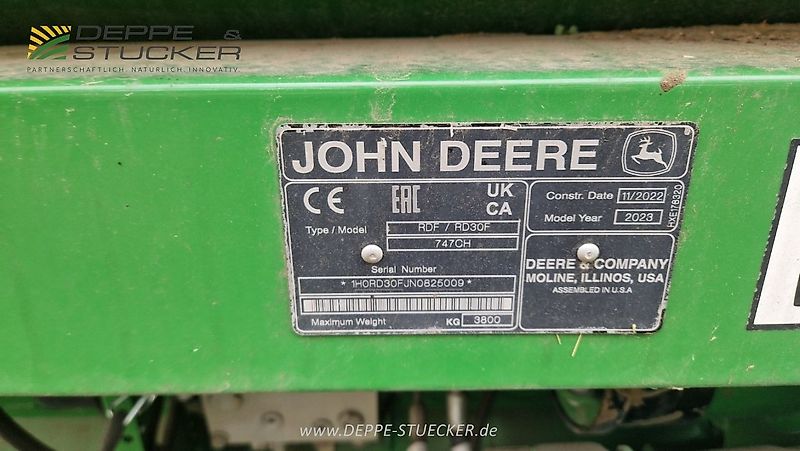 DEPPE &
STUCKER
PARTNERSCHAFTLICH. NATÜRLICH. INNOVATIV.
JOHN DEERE
CE EAC UK CA
Type / Model RDF / RD30F
747CH
Serial Number
* 1H0RD30FJN0825009 *
Maximum Weight KG 3800
Constr. Date 11/2022
Model Year 2023
HXE176320
DEERE & COMPANY
MOLINE, ILLINOS, USA
ASSEMBLED IN U.S.A
www.DEPPE-STUECKER.de